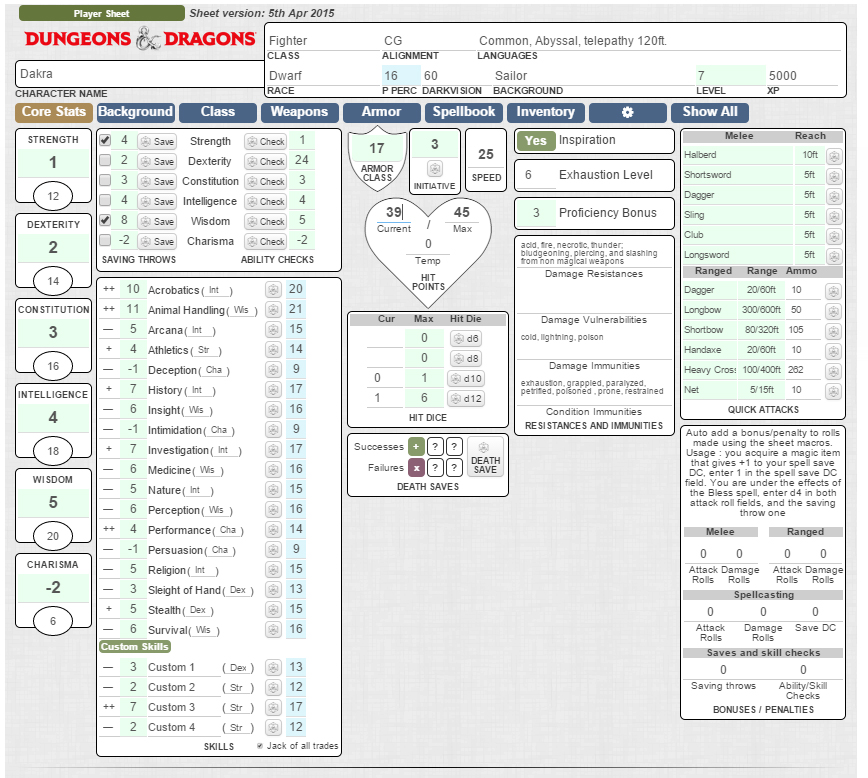 Player Sheet
Sheet version: 5th Apr 2015
DUNGEONS & DRAGONS
Fighter CG Common, Abyssal, telepathy 120ft.
CLASS ALIGNMENT LANGUAGES
Dakra
CHARACTER NAME
Dwarf 16 60 Sailor 7 5000
RACE P PERC DARKVISION BACKGROUND LEVEL XP
Core Stats Background Class Weapons Armor Spellbook Inventory Show All
STRENGTH
1
12
DEXTERITY
2
14
CONSTITUTION
3
16
INTELLIGENCE
4
18
WISDOM
5
20
CHARISMA
-2
6
4 Save Strength Check 1
2 Save Dexterity Check 24
3 Save Constitution Check 3
4 Save Intelligence Check 4
8 Save Wisdom Check 5
-2 Save Charisma Check -2
SAVING THROWS ABILITY CHECKS
++ 10 Acrobatics ( Int ) 20
++ 11 Animal Handling ( Wis ) 21
— 5 Arcana ( Int ) 15
+ 4 Athletics ( Str ) 14
— -1 Deception ( Cha ) 9
+ 7 History ( Int ) 17
— 6 Insight ( Wis ) 16
— -1 Intimidation ( Cha ) 9
+ 7 Investigation ( Int ) 17
— 6 Medicine ( Wis ) 16
— 5 Nature ( Int ) 15
— 6 Perception ( Wis ) 16
++ 4 Performance ( Cha ) 14
— -1 Persuasion ( Cha ) 9
— 5 Religion ( Int ) 15
— 3 Sleight of Hand ( Dex ) 13
+ 5 Stealth ( Dex ) 15
— 6 Survival ( Wis ) 16
Custom Skills
— 3 Custom 1 ( Dex ) 13
— 2 Custom 2 ( Str ) 12
++ 7 Custom 3 ( Str ) 17
— 2 Custom 4 ( Str ) 12
SKILLS Jack of all trades
17
ARMOR
CLASS
3
INITIATIVE
25
SPEED
39 / 45
Current Max
0
Temp
HIT
POINTS
Cur Max Hit Die
0 d6
0 d8
0 1 d10
1 6 d12
HIT DICE
Successes + ? ?
Failures x ? ?
DEATH
SAVE
DEATH SAVES
Yes Inspiration
6 Exhaustion Level
3 Proficiency Bonus
acid, fire, necrotic, thunder;
bludgeoning, piercing, and slashing
from non magical weapons
Damage Resistances
Damage Vulnerabilities
cold, lightning, poison
Damage Immunities
exhaustion, grappled, paralyzed,
petrified, poisoned , prone, restrained
Condition Immunities
RESISTANCES AND IMMUNITIES
Melee Reach
Halberd 10ft
Shortsword 5ft
Dagger 5ft
Sling 5ft
Club 5ft
Longsword 5ft
Ranged Range Ammo
Dagger 20/60ft 10
Longbow 300/600ft 50
Shortbow 80/320ft 105
Handaxe 20/60ft 10
Heavy Cross 100/400ft 262
Net 5/15ft 10
QUICK ATTACKS
Auto add a bonus/penalty to rolls
made using the sheet macros.
Usage : you acquire a magic item
that gives +1 to your spell save
DC, enter 1 in the spell save DC
field. You are under the effects of
the Bless spell, enter d4 in both
attack roll fields, and the saving
throw one
Melee Ranged
0 0 0 0
Attack Damage Attack Damage
Rolls Rolls Rolls Rolls
Spellcasting
0 0 0
Attack Damage Save DC
Rolls Rolls
Saves and skill checks
0 0
Saving throws Ability/Skill
Checks
BONUSES / PENALTIES